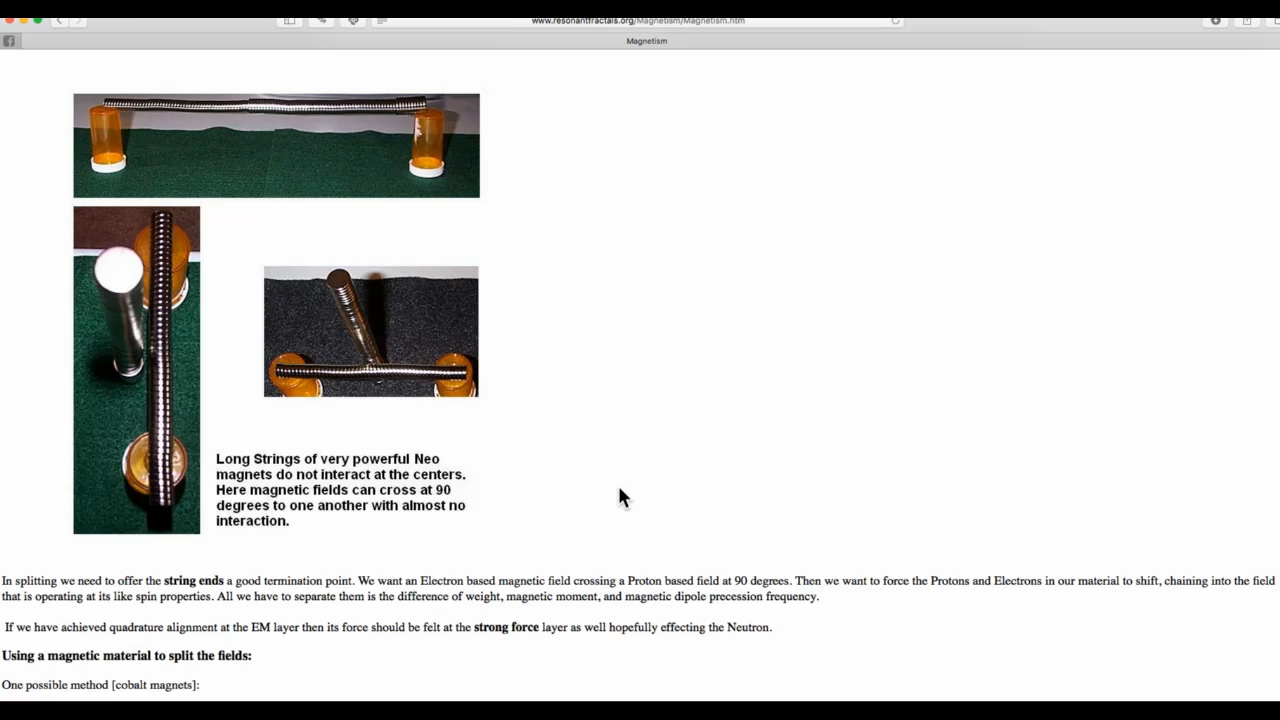 www.resonantfractals.org/Magnetism/Magnetism.htm
Magnetism
Long Strings of very powerful Neo
magnets do not interact at the centers.
Here magnetic fields can cross at 90
degrees to one another with almost no
interaction.
In splitting we need to offer the string ends a good termination point. We want an Electron based magnetic field crossing a Proton based field at 90 degrees. Then we want to force the Protons and Electrons in our material to shift, chaining into the field
that is operating at its like spin properties. All we have to separate them is the difference of weight, magnetic moment, and magnetic dipole precession frequency.
If we have achieved quadrature alignment at the EM layer then its force should be felt at the strong force layer as well hopefully effecting the Neutron.
Using a magnetic material to split the fields:
One possible method [cobalt magnets]: